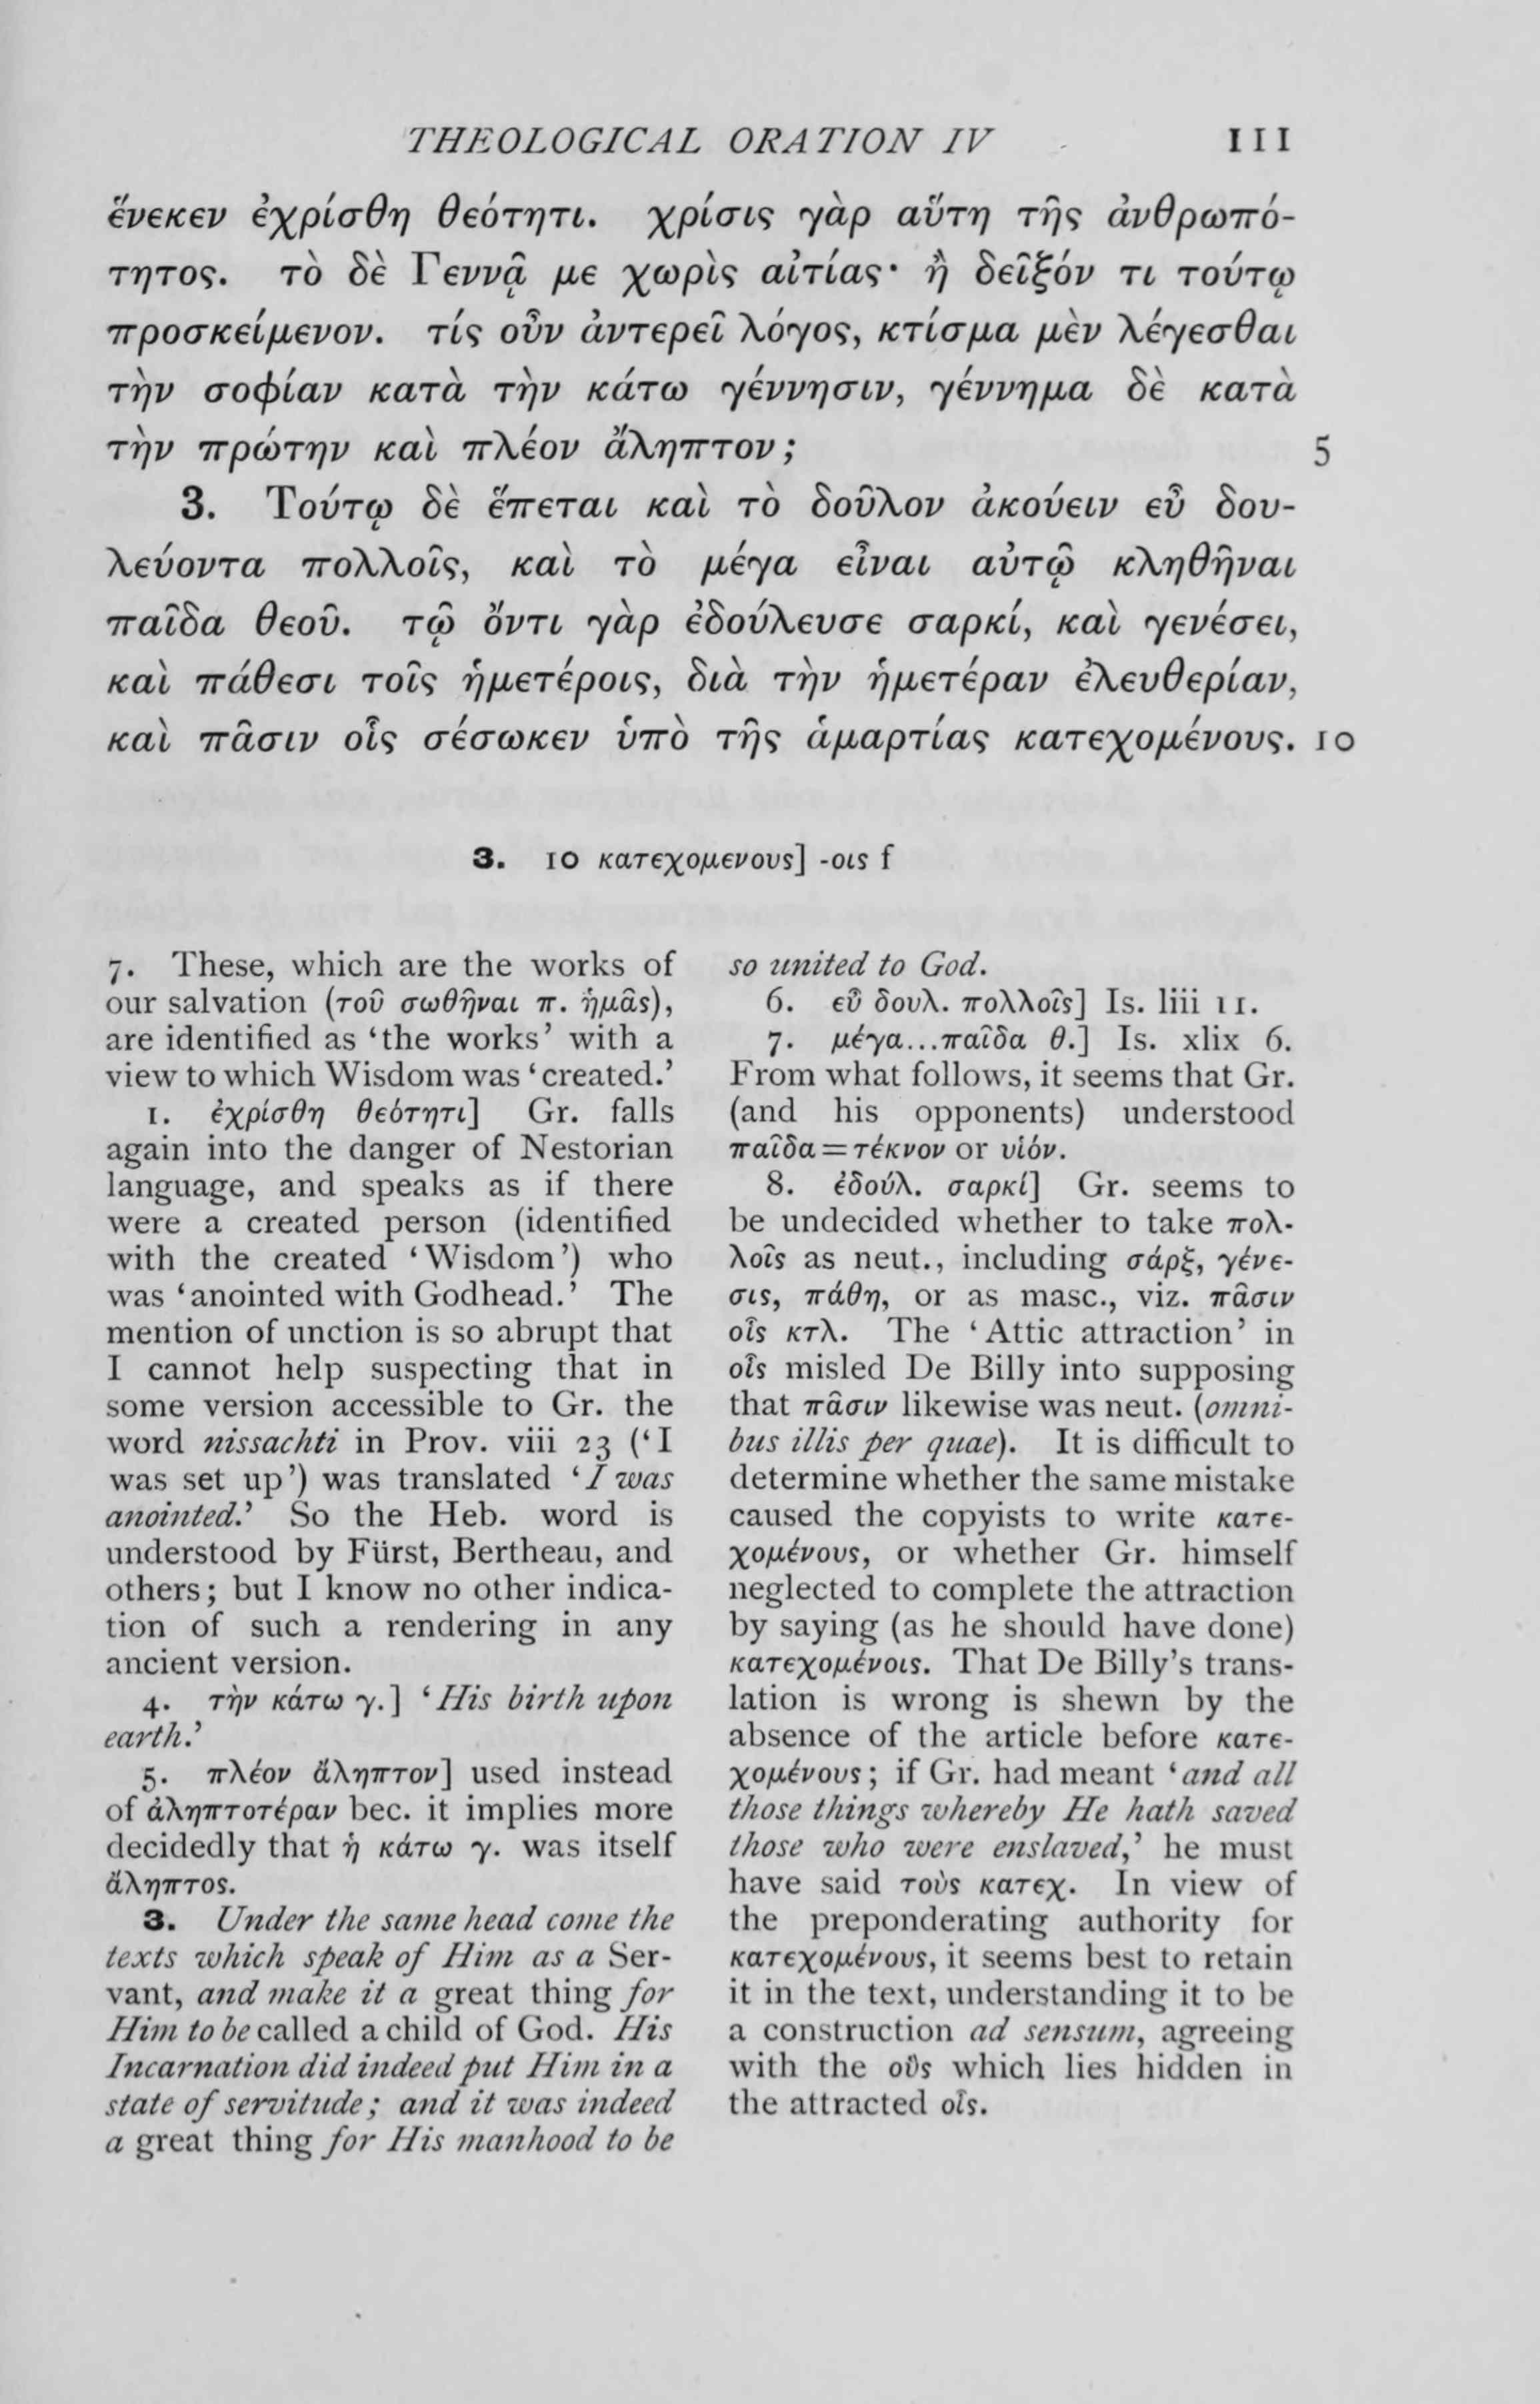 THEOLOGICAL ORATION IV 111
ἕνεκεν ἐχρίσθη θεότητι. χρίσις γὰρ αὕτη τῆς ἀνθρωπό-
τητος. τὸ δὲ Γεννᾷ με χωρὶς αἰτίας· ἢ δεῖξόν τι τούτῳ
προσκείμενον. τίς οὖν ἀντερεῖ λόγος, κτίσμα μὲν λέγεσθαι
τὴν σοφίαν κατὰ τὴν κάτω γέννησιν, γέννημα δὲ κατὰ
τὴν πρώτην καὶ πλέον ἄληπτον; 5
3. Τούτῳ δὲ ἕπεται καὶ τὸ δοῦλον ἀκούειν εὖ δου-
λεύοντα πολλοῖς, καὶ τὸ μέγα εἶναι αὐτῷ κληθῆναι
παῖδα θεοῦ. τῷ ὄντι γὰρ ἐδούλευσε σαρκί, καὶ γενέσει,
καὶ πάθεσι τοῖς ἡμετέροις, διὰ τὴν ἡμετέραν ἐλευθερίαν,
καὶ πᾶσιν οἷς σέσωκεν ὑπὸ τῆς ἁμαρτίας κατεχομένους. 10
3. 10 κατεχομενους] -οις f
7. These, which are the works of
our salvation (τοῦ σωθῆναι π. ἡμᾶς),
are identified as ‘the works’ with a
view to which Wisdom was ‘created.’
1. ἐχρίσθη θεότητι] Gr. falls
again into the danger of Nestorian
language, and speaks as if there
were a created person (identified
with the created ‘Wisdom’) who
was ‘anointed with Godhead.’ The
mention of unction is so abrupt that
I cannot help suspecting that in
some version accessible to Gr. the
word nissachti in Prov. viii 23 (‘I
was set up’) was translated ‘I was
anointed.’ So the Heb. word is
understood by Fürst, Bertheau, and
others; but I know no other indica-
tion of such a rendering in any
ancient version.
4. τὴν κάτω γ.] ‘His birth upon
earth.’
5. πλέον ἄληπτον] used instead
of ἀληπτοτέραν bec. it implies more
decidedly that ἡ κάτω γ. was itself
ἄληπτος.
3. Under the same head come the
texts which speak of Him as a Ser-
vant, and make it a great thing for
Him to be called a child of God. His
Incarnation did indeed put Him in a
state of servitude; and it was indeed
a great thing for His manhood to be
so united to God.
6. εὖ δουλ. πολλοῖς] Is. liii 11.
7. μέγα...παῖδα θ.] Is. xlix 6.
From what follows, it seems that Gr.
(and his opponents) understood
παῖδα=τέκνον or υἱόν.
8. ἐδούλ. σαρκί] Gr. seems to
be undecided whether to take πολ-
λοῖς as neut., including σάρξ, γένε-
σις, πάθη, or as masc., viz. πᾶσιν
οἷς κτλ. The ‘Attic attraction’ in
οἷς misled De Billy into supposing
that πᾶσιν likewise was neut. (omni-
bus illis per quae). It is difficult to
determine whether the same mistake
caused the copyists to write κατε-
χομένους, or whether Gr. himself
neglected to complete the attraction
by saying (as he should have done)
κατεχομένοις. That De Billy’s trans-
lation is wrong is shewn by the
absence of the article before κατε-
χομένους; if Gr. had meant ‘and all
those things whereby He hath saved
those who were enslaved,’ he must
have said τοὺς κατεχ. In view of
the preponderating authority for
κατεχομένους, it seems best to retain
it in the text, understanding it to be
a construction ad sensum, agreeing
with the οὓς which lies hidden in
the attracted οἷς.